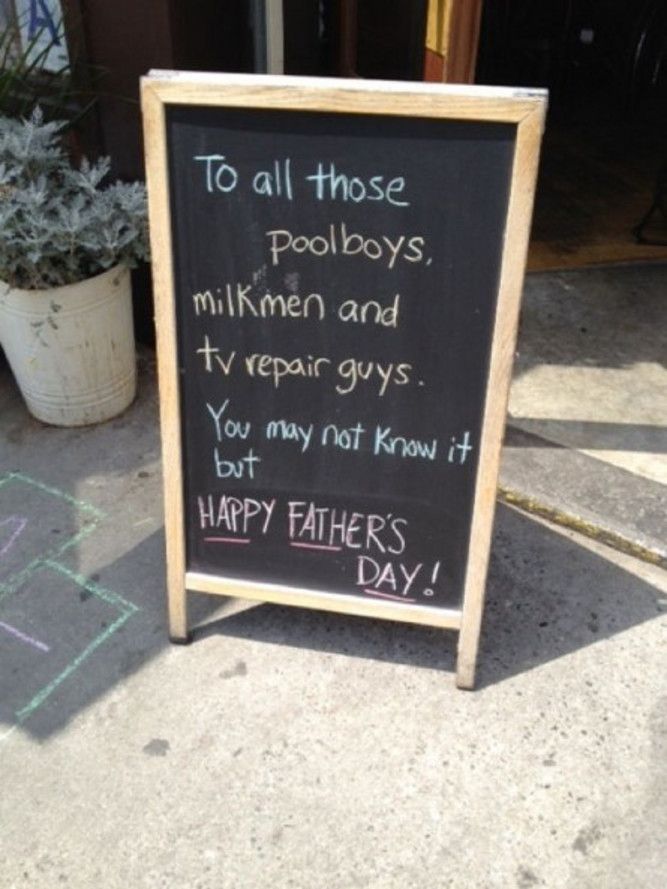 To all those
poolboys,
milkmen and
tv repair guys.
You may not know it
but
HAPPY FATHER'S
DAY!